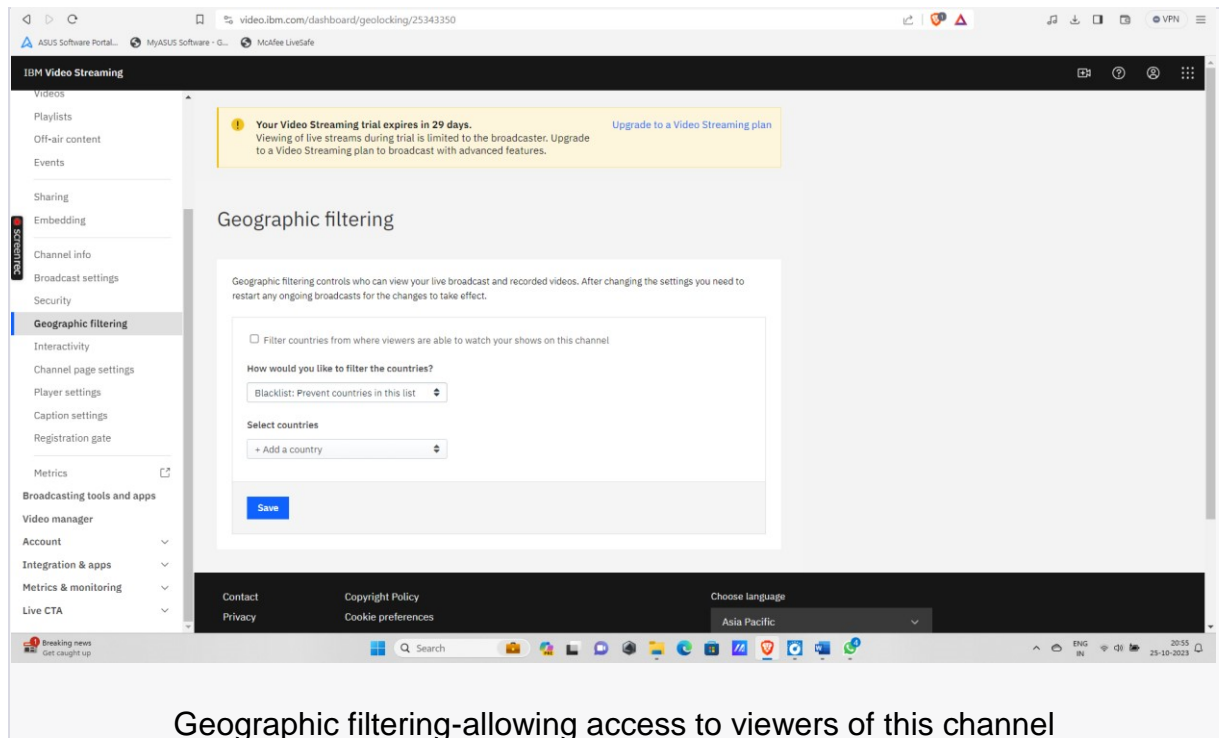 video.ibm.com/dashboard/geolocking/25343350
VPN
ASUS Software Portal...
MyASUS Software - G...
McAfee LiveSafe
IBM Video Streaming
Videos
Playlists
Off-air content
Events
Sharing
Embedding
Channel info
Broadcast settings
Security
Geographic filtering
Interactivity
Channel page settings
Player settings
Caption settings
Registration gate
Metrics
Broadcasting tools and apps
Video manager
Account
Integration & apps
Metrics & monitoring
Live CTA
screenrec
Your Video Streaming trial expires in 29 days.
Upgrade to a Video Streaming plan
Viewing of live streams during trial is limited to the broadcaster. Upgrade
to a Video Streaming plan to broadcast with advanced features.
Geographic filtering
Geographic filtering controls who can view your live broadcast and recorded videos. After changing the settings you need to
restart any ongoing broadcasts for the changes to take effect.
Filter countries from where viewers are able to watch your shows on this channel
How would you like to filter the countries?
Blacklist: Prevent countries in this list
Select countries
+ Add a country
Save
Contact
Copyright Policy
Choose language
Privacy
Cookie preferences
Asia Pacific
Breaking news
Get caught up
Search
ENG
IN
20:55
25-10-2023
Geographic filtering-allowing access to viewers of this channel